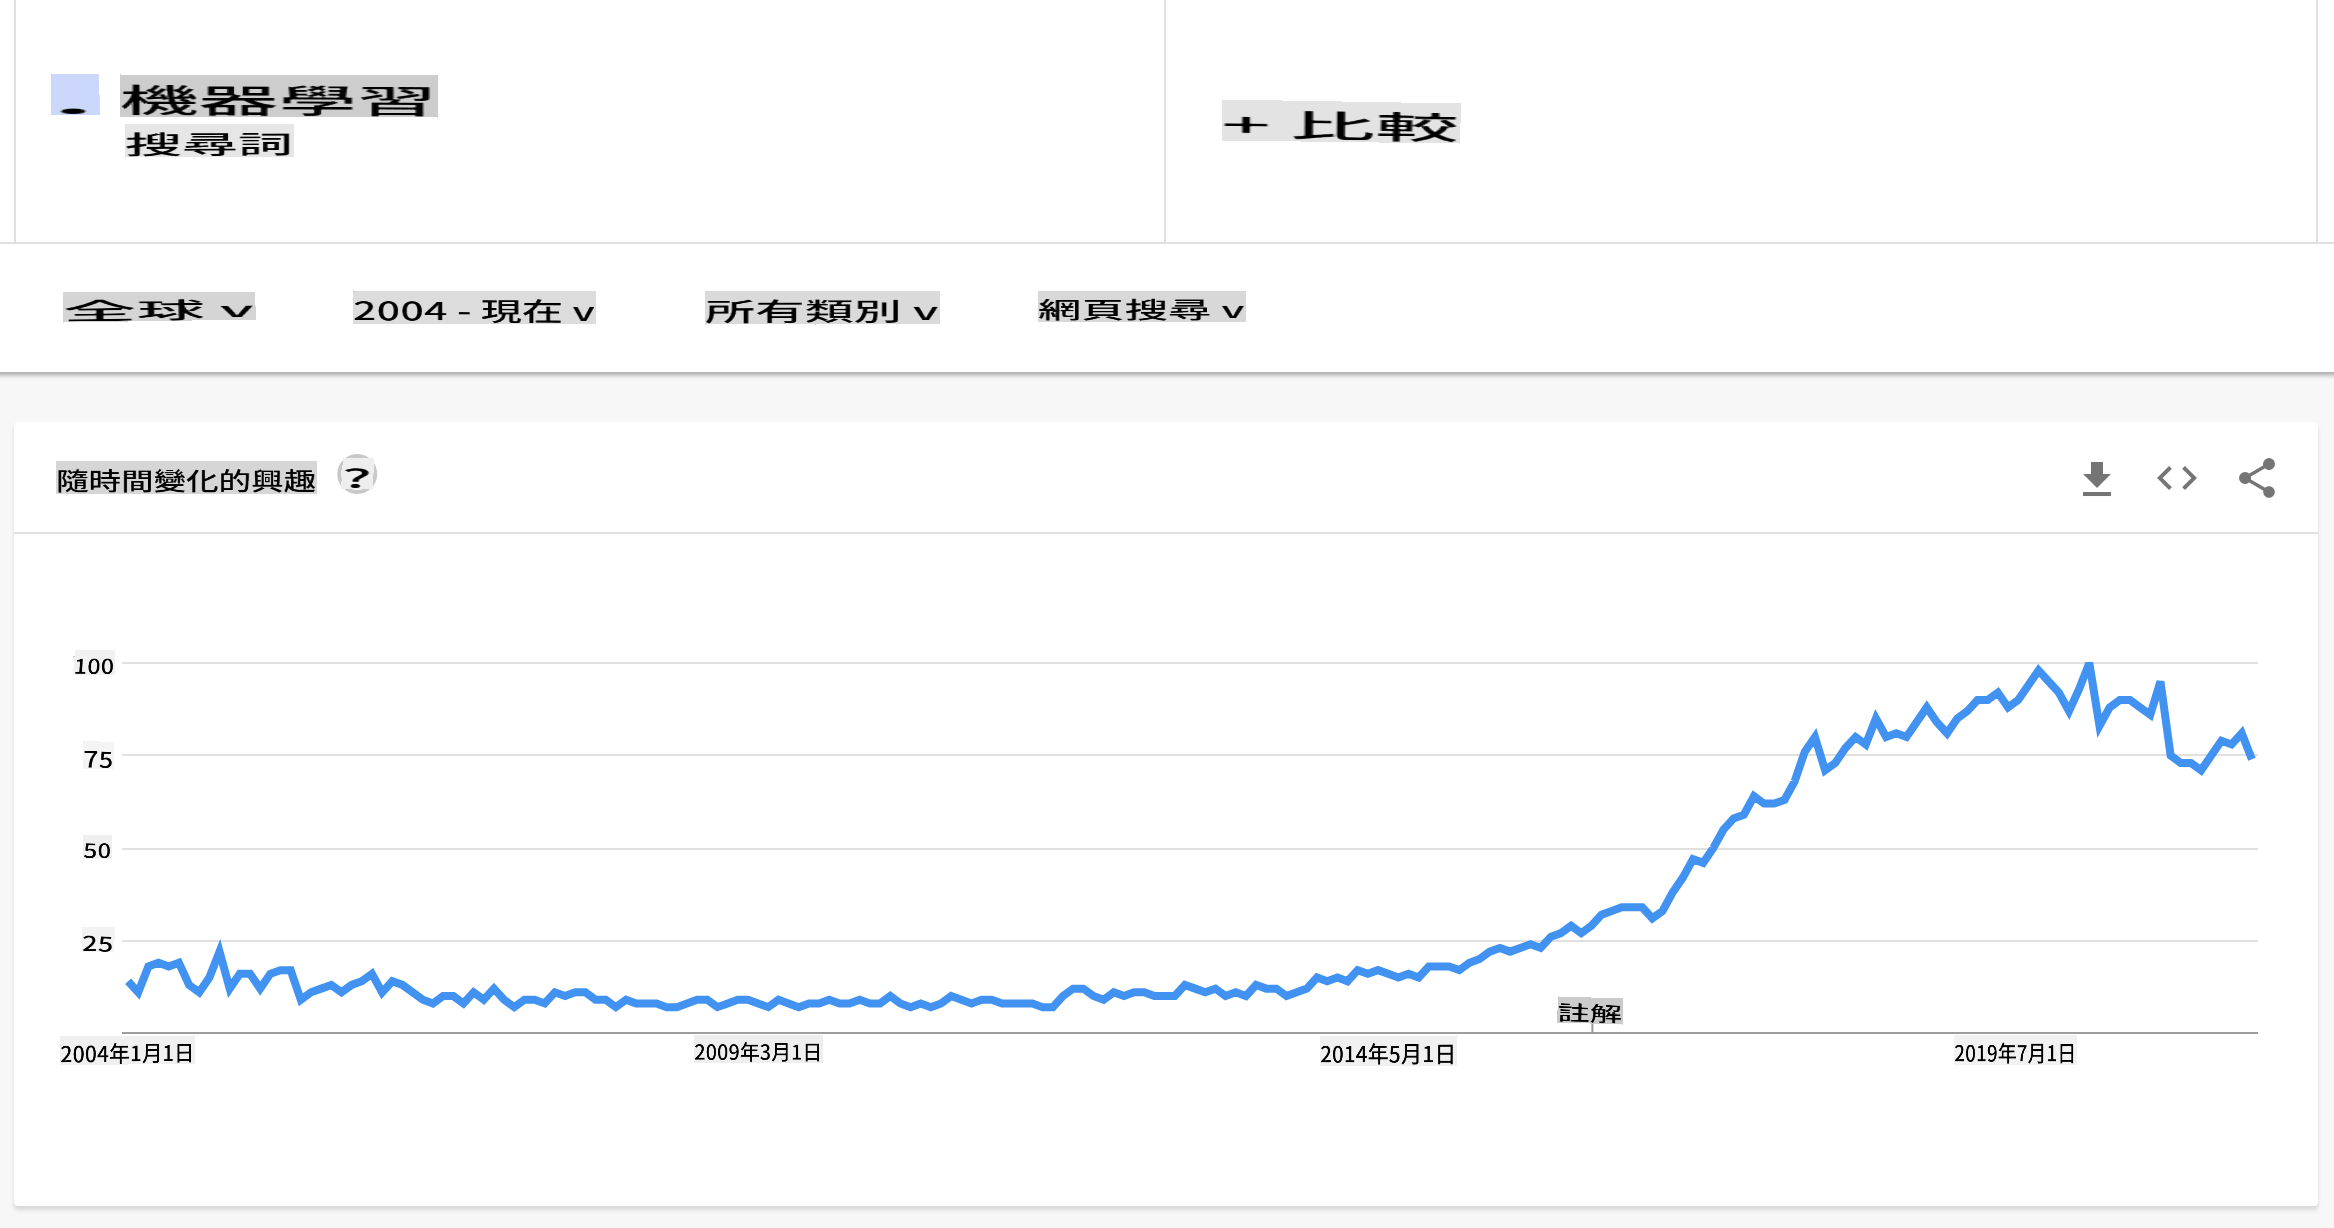 機器學習
搜尋詞
+ 比較
全球 v
2004 - 現在 v
所有類別 v
網頁搜尋 v
隨時間變化的興趣 ?
100
75
50
25
註解
2004年1月1日
2009年3月1日
2014年5月1日
2019年7月1日